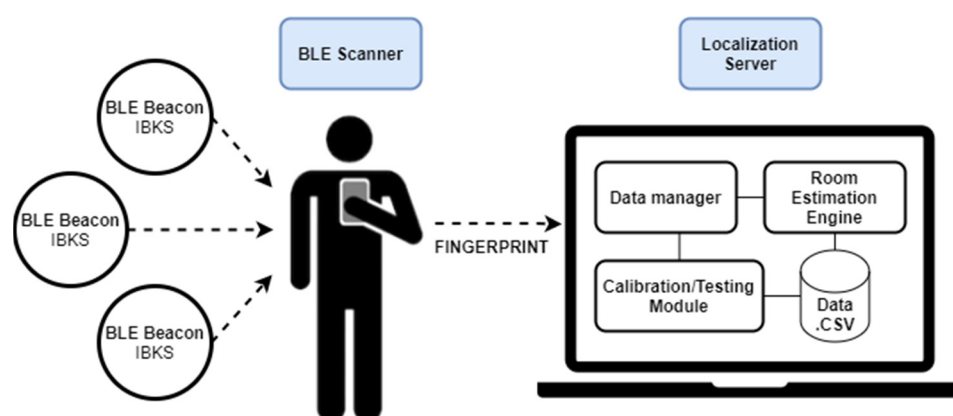 BLE Scanner
Localization
Server
BLE Beacon
IBKS
BLE Beacon
IBKS
BLE Beacon
IBKS
FINGERPRINT
Data manager
Room
Estimation
Engine
Calibration/Testing
Module
Data
.CSV